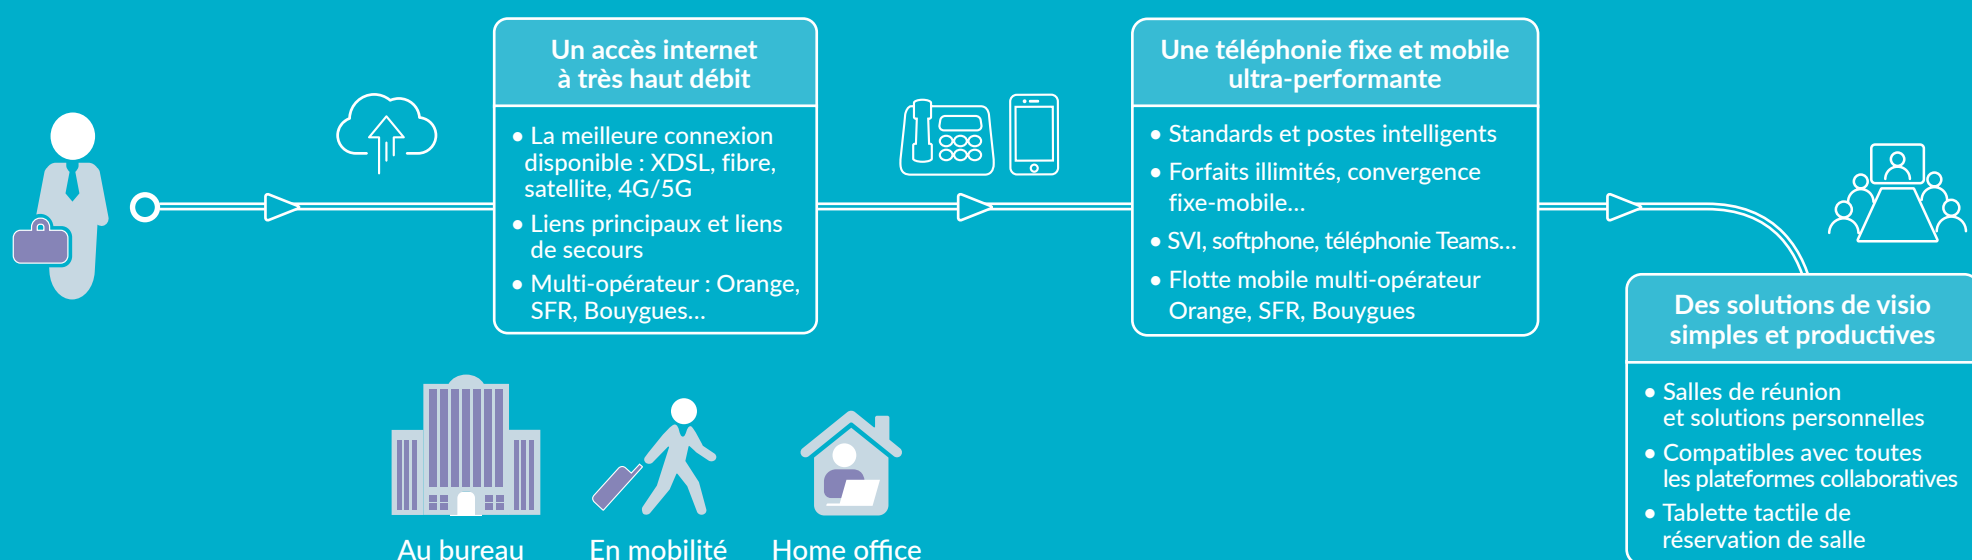 Un accès internet
à très haut débit
• La meilleure connexion
disponible : XDSL, fibre,
satellite, 4G/5G
• Liens principaux et liens
de secours
• Multi-opérateur : Orange,
SFR, Bouygues...
Une téléphonie fixe et mobile
ultra-performante
• Standards et postes intelligents
• Forfaits illimités, convergence
fixe-mobile...
• SVI, softphone, téléphonie Teams...
• Flotte mobile multi-opérateur
Orange, SFR, Bouygues
Des solutions de visio
simples et productives
• Salles de réunion
et solutions personnelles
• Compatibles avec toutes
les plateformes collaboratives
• Tablette tactile de
réservation de salle
Au bureau
En mobilité
Home office